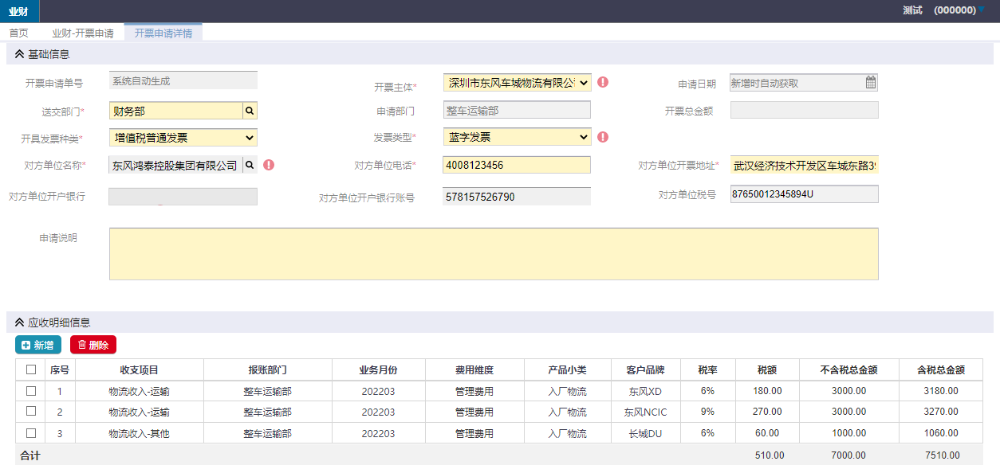 业财 测试 (000000)
首页 业财-开票申请 开票申请详情
基础信息
开票申请单号 系统自动生成 开票主体* 深圳市东风车城物流有限公 申请日期 新增时自动获取
送交部门* 财务部 申请部门 整车运输部 开票总金额
开具发票种类* 增值税普通发票 发票类型* 蓝字发票
对方单位名称* 东风鸿泰控股集团有限公司 对方单位电话* 4008123456 对方单位开票地址* 武汉经济技术开发区车城东路39
对方单位开户银行 对方单位开户银行账号 578157526790 对方单位税号 87650012345894U
申请说明
应收明细信息
新增 删除
序号 收支项目 报账部门 业务月份 费用维度 产品小类 客户品牌 税率 税额 不含税总金额 含税总金额
1 物流收入-运输 整车运输部 202203 管理费用 入厂物流 东风XD 6% 180.00 3000.00 3180.00
2 物流收入-运输 整车运输部 202203 管理费用 入厂物流 东风NCIC 9% 270.00 3000.00 3270.00
3 物流收入-其他 整车运输部 202203 管理费用 入厂物流 长城DU 6% 60.00 1000.00 1060.00
合计 510.00 7000.00 7510.00